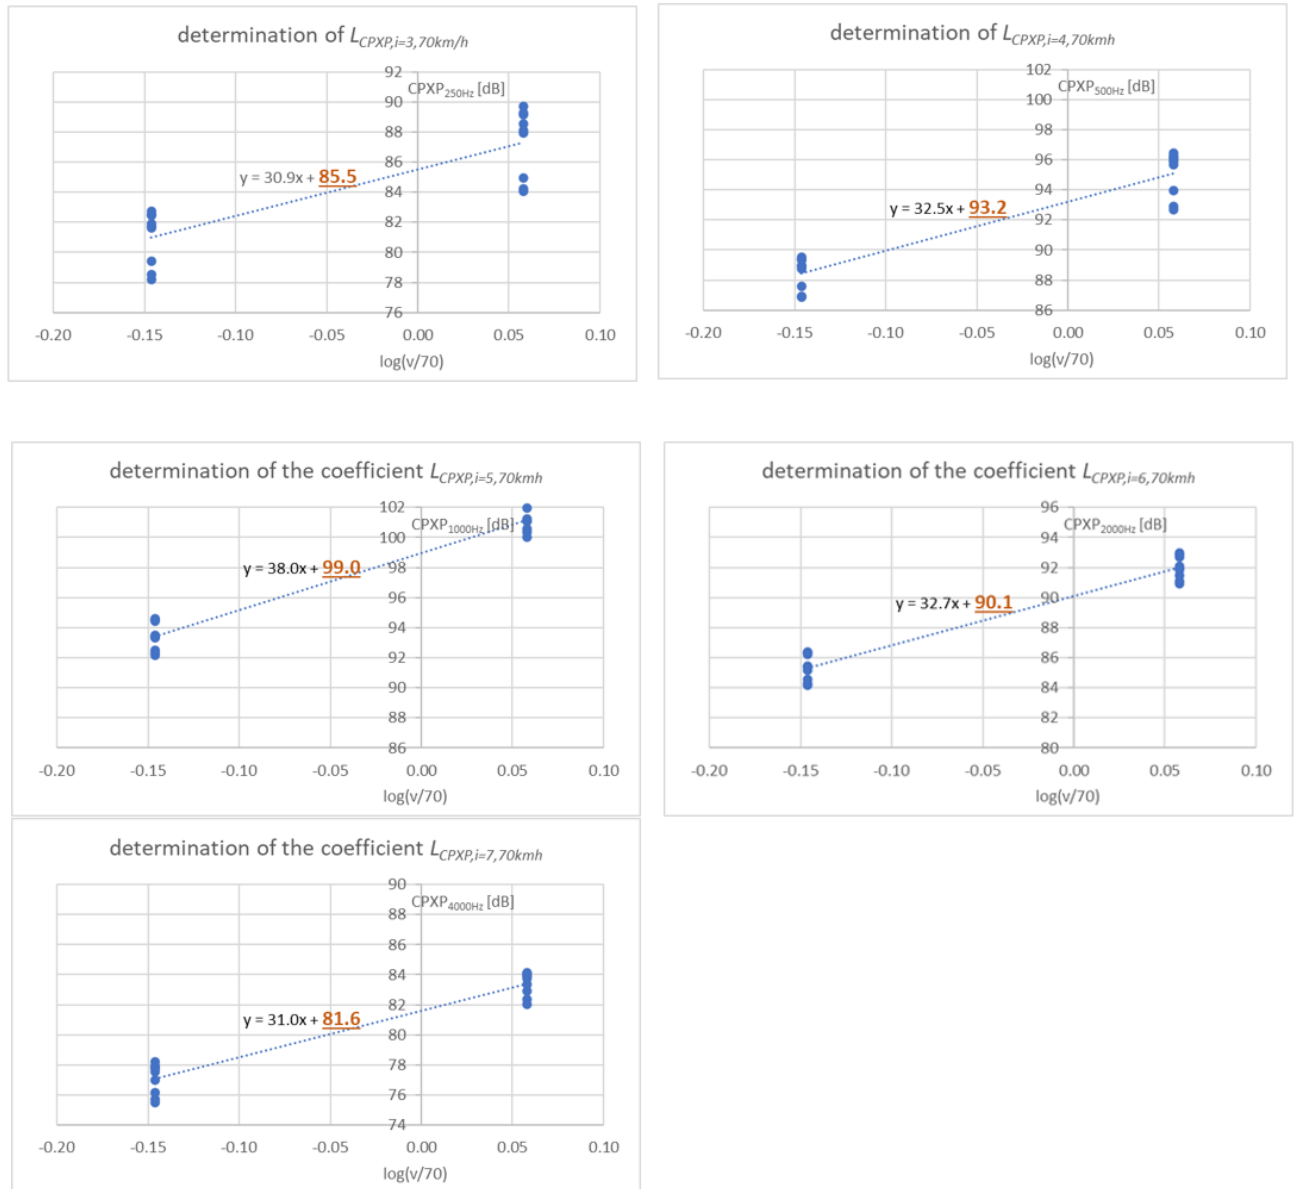 determination of L_CPXP,i=3,70km/h
92
CPXP250Hz [dB]
90
88
86
y = 30.9x + 85.5
84
82
80
78
76
-0.20 -0.15 -0.10 -0.05 0.00 0.05 0.10
log(v/70)
determination of L_CPXP,i=4,70kmh
102
CPXP500Hz [dB]
100
98
96
94
y = 32.5x + 93.2
92
90
88
86
-0.20 -0.15 -0.10 -0.05 0.00 0.05 0.10
log(v/70)
determination of the coefficient L_CPXP,i=5,70kmh
102
CPXP1000Hz [dB]
100
y = 38.0x + 99.0
98
96
94
92
90
88
86
-0.20 -0.15 -0.10 -0.05 0.00 0.05 0.10
log(v/70)
determination of the coefficient L_CPXP,i=6,70kmh
96
CPXP2000Hz [dB]
94
92
90
y = 32.7x + 90.1
88
86
84
82
80
-0.20 -0.15 -0.10 -0.05 0.00 0.05 0.10
log(v/70)
determination of the coefficient L_CPXP,i=7,70kmh
90
CPXP4000Hz [dB]
88
86
84
82
y = 31.0x + 81.6
80
78
76
74
-0.20 -0.15 -0.10 -0.05 0.00 0.05 0.10
log(v/70)